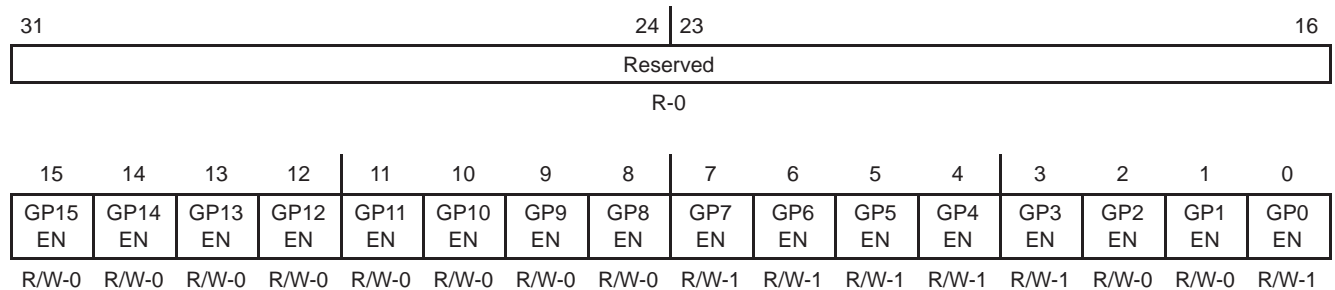 31 24 23 16
Reserved
R-0
15 14 13 12 11 10 9 8 7 6 5 4 3 2 1 0
GP15 GP14 GP13 GP12 GP11 GP10 GP9 GP8 GP7 GP6 GP5 GP4 GP3 GP2 GP1 GP0
EN EN EN EN EN EN EN EN EN EN EN EN EN EN EN EN
R/W-0 R/W-0 R/W-0 R/W-0 R/W-0 R/W-0 R/W-0 R/W-0 R/W-1 R/W-1 R/W-1 R/W-1 R/W-1 R/W-0 R/W-0 R/W-1